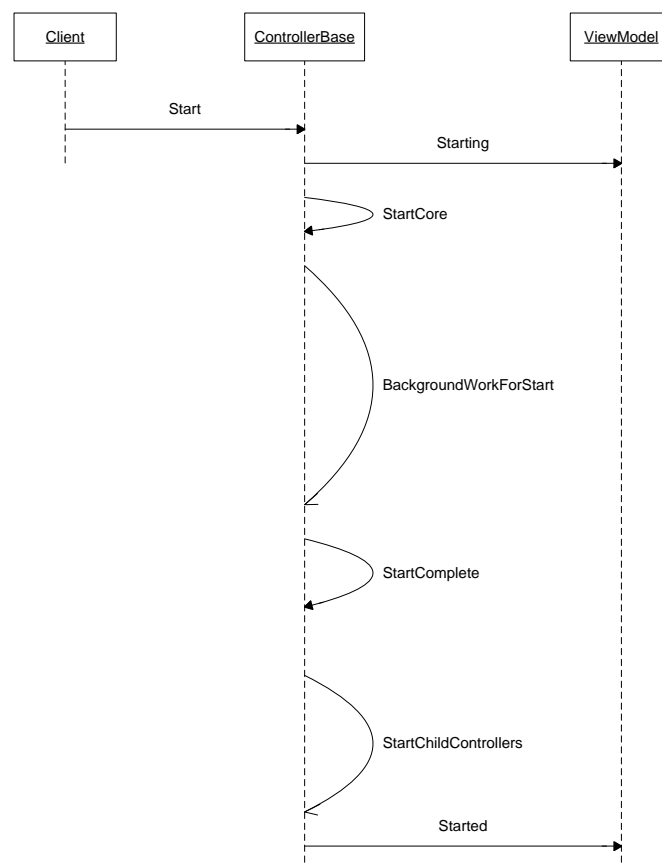 Client
ControllerBase
ViewModel
Start
Starting
StartCore
BackgroundWorkForStart
StartComplete
StartChildControllers
Started